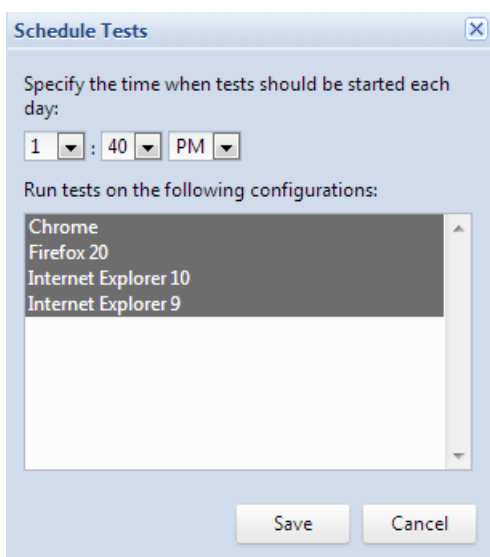 Schedule Tests
Specify the time when tests should be started each
day:
1 : 40 PM
Run tests on the following configurations:
Chrome
Firefox 20
Internet Explorer 10
Internet Explorer 9
Save Cancel